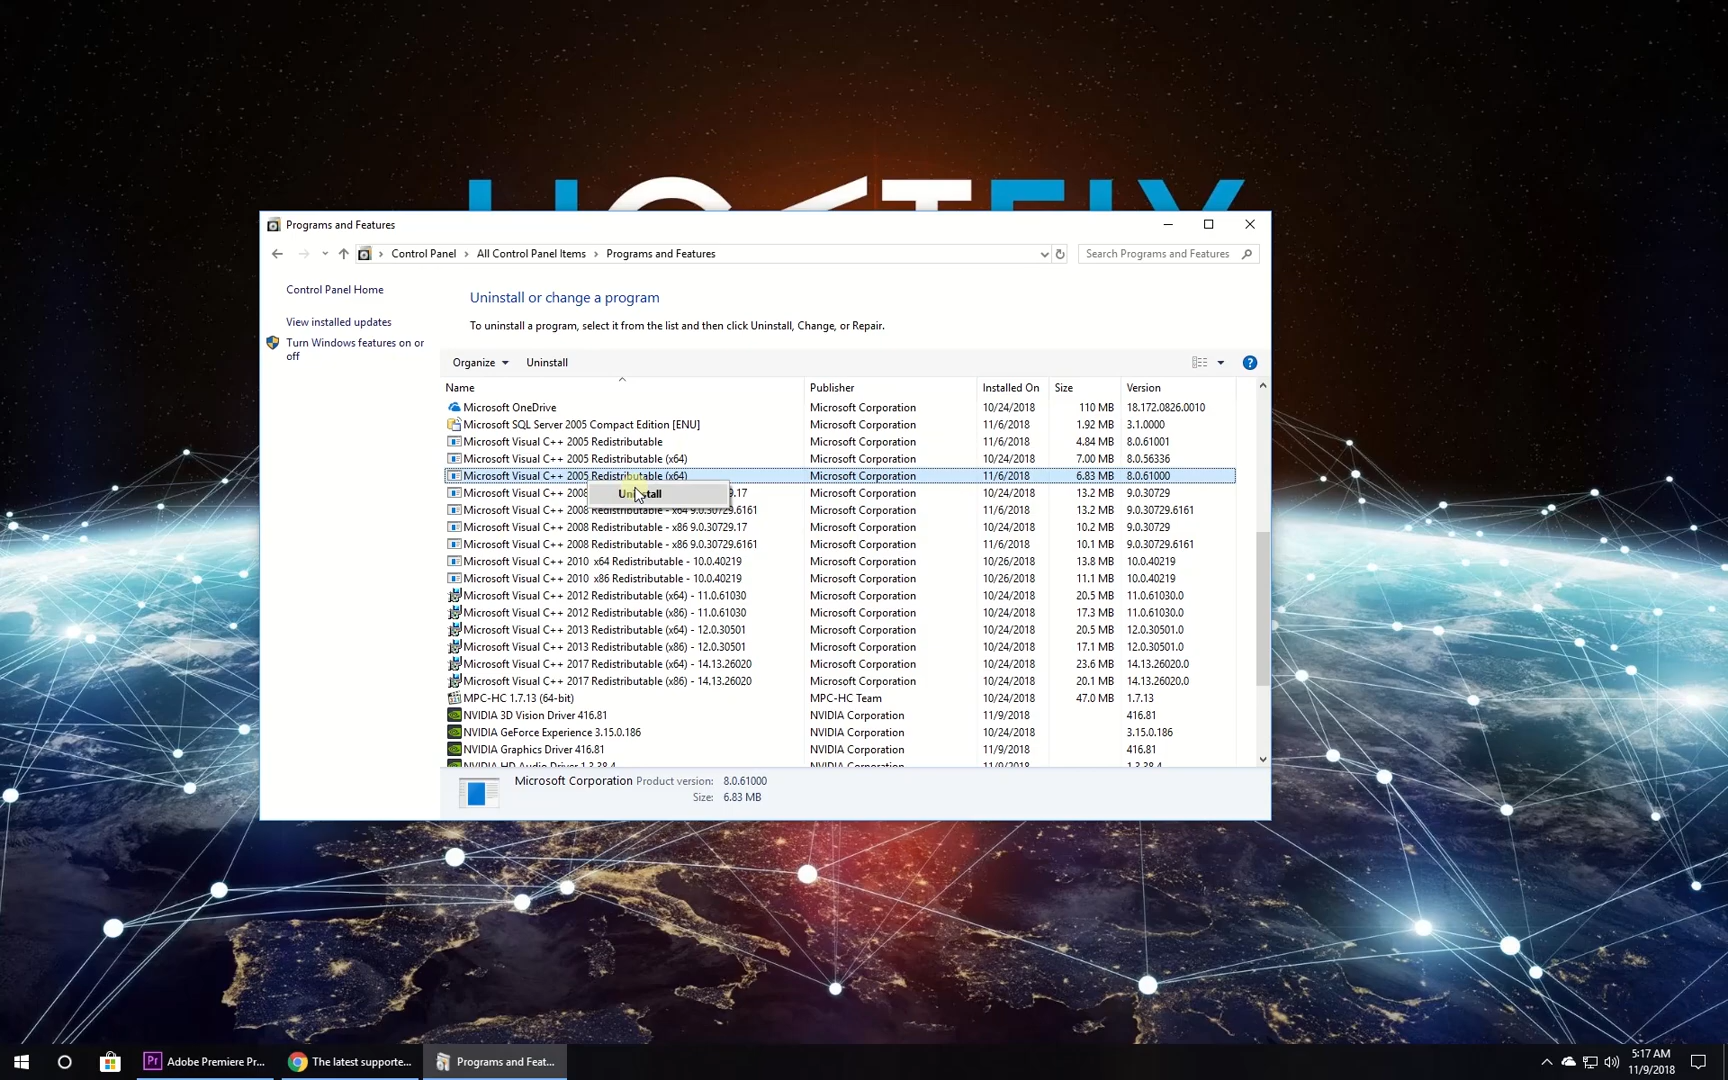 Programs and Features
Control Panel > All Control Panel Items > Programs and Features
Search Programs and Features
Control Panel Home
View installed updates
Turn Windows features on or
off
Uninstall or change a program
To uninstall a program, select it from the list and then click Uninstall, Change, or Repair.
Organize Uninstall
Name Publisher Installed On Size Version
Microsoft OneDrive Microsoft Corporation 10/24/2018 110 MB 18.172.0826.0010
Microsoft SQL Server 2005 Compact Edition [ENU] Microsoft Corporation 11/6/2018 1.92 MB 3.1.0000
Microsoft Visual C++ 2005 Redistributable Microsoft Corporation 11/6/2018 4.84 MB 8.0.61001
Microsoft Visual C++ 2005 Redistributable (x64) Microsoft Corporation 10/24/2018 7.00 MB 8.0.56336
Microsoft Visual C++ 2005 Redistributable (x64) Microsoft Corporation 11/6/2018 6.83 MB 8.0.61000
Microsoft Visual C++ 2008 Uninstall 9.17 Microsoft Corporation 10/24/2018 13.2 MB 9.0.30729
Microsoft Visual C++ 2008 Redistributable - x64 9.0.30729.6161 Microsoft Corporation 11/6/2018 13.2 MB 9.0.30729.6161
Microsoft Visual C++ 2008 Redistributable - x86 9.0.30729.17 Microsoft Corporation 10/24/2018 10.2 MB 9.0.30729
Microsoft Visual C++ 2008 Redistributable - x86 9.0.30729.6161 Microsoft Corporation 11/6/2018 10.1 MB 9.0.30729.6161
Microsoft Visual C++ 2010 x64 Redistributable - 10.0.40219 Microsoft Corporation 10/26/2018 13.8 MB 10.0.40219
Microsoft Visual C++ 2010 x86 Redistributable - 10.0.40219 Microsoft Corporation 10/26/2018 11.1 MB 10.0.40219
Microsoft Visual C++ 2012 Redistributable (x64) - 11.0.61030 Microsoft Corporation 10/24/2018 20.5 MB 11.0.61030.0
Microsoft Visual C++ 2012 Redistributable (x86) - 11.0.61030 Microsoft Corporation 10/24/2018 17.3 MB 11.0.61030.0
Microsoft Visual C++ 2013 Redistributable (x64) - 12.0.30501 Microsoft Corporation 10/24/2018 20.5 MB 12.0.30501.0
Microsoft Visual C++ 2013 Redistributable (x86) - 12.0.30501 Microsoft Corporation 10/24/2018 17.1 MB 12.0.30501.0
Microsoft Visual C++ 2017 Redistributable (x64) - 14.13.26020 Microsoft Corporation 10/24/2018 23.6 MB 14.13.26020.0
Microsoft Visual C++ 2017 Redistributable (x86) - 14.13.26020 Microsoft Corporation 10/24/2018 20.1 MB 14.13.26020.0
MPC-HC 1.7.13 (64-bit) MPC-HC Team 10/24/2018 47.0 MB 1.7.13
NVIDIA 3D Vision Driver 416.81 NVIDIA Corporation 11/9/2018 416.81
NVIDIA GeForce Experience 3.15.0.186 NVIDIA Corporation 10/24/2018 3.15.0.186
NVIDIA Graphics Driver 416.81 NVIDIA Corporation 11/9/2018 416.81
NVIDIA HD Audio Driver 1.3.38.4 NVIDIA Corporation 11/9/2018 1.3.38.4
Microsoft Corporation Product version: 8.0.61000
Size: 6.83 MB
Adobe Premiere Pr... The latest supporte... Programs and Feat...
5:17 AM
11/9/2018